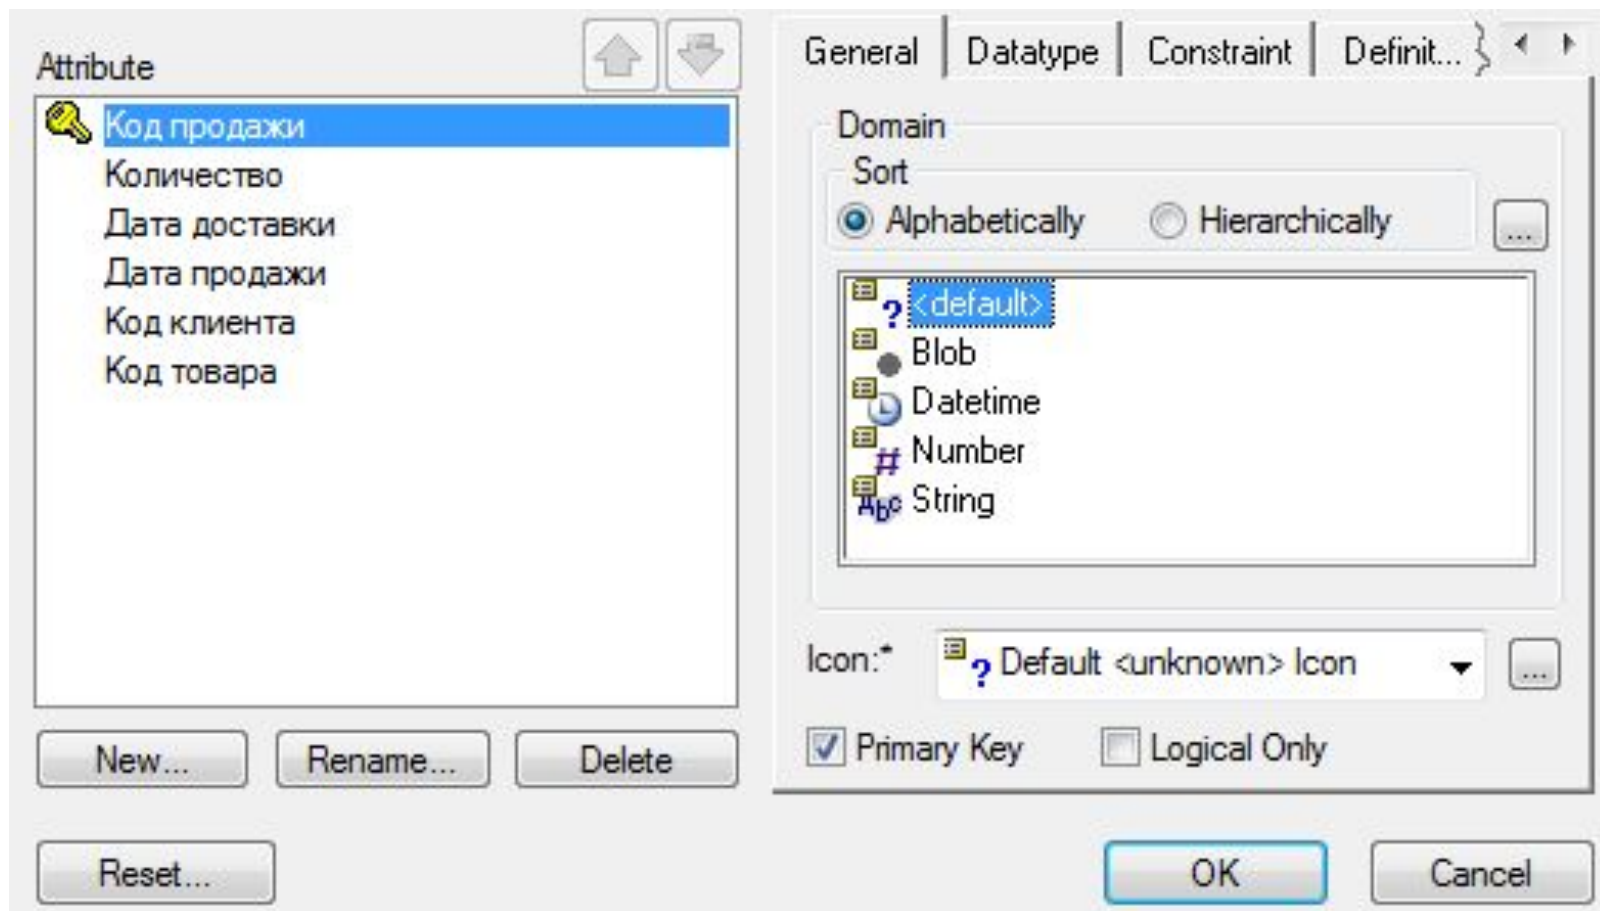 Attribute
Код продажи
Количество
Дата доставки
Дата продажи
Код клиента
Код товара
New...
Rename...
Delete
Reset...
General
Datatype
Constraint
Definit...
Domain
Sort
Alphabetically
Hierarchically
...
<default>
Blob
Datetime
Number
String
Icon:*
Default <unknown> Icon
...
Primary Key
Logical Only
OK
Cancel